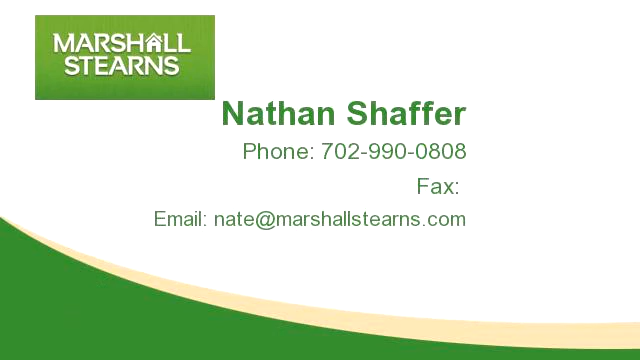 MARSHALL
STEARNS
Nathan Shaffer
Phone: 702-990-0808
Fax:
Email: nate@marshallstearns.com